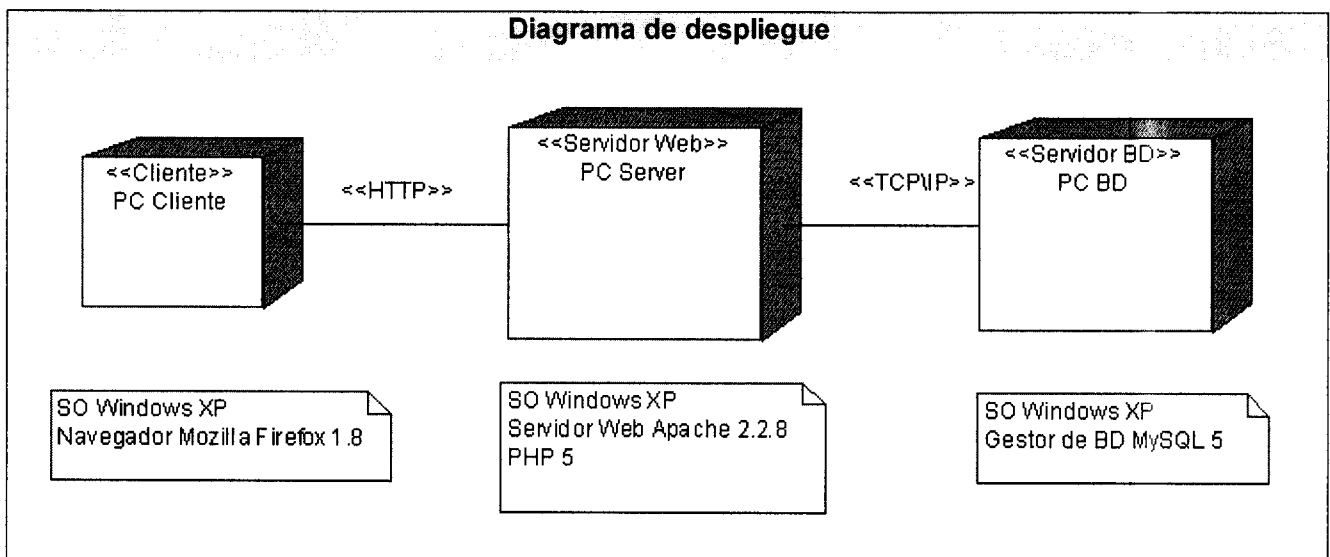 Diagrama de despliegue
<<Cliente>>
PC Cliente
<<HTTP>>
<<Servidor Web>>
PC Server
<<TCP\IP>>
<<Servidor BD>>
PC BD
SO Windows XP
Navegador Mozilla Firefox 1.8
SO Windows XP
Servidor Web Apache 2.2.8
PHP 5
SO Windows XP
Gestor de BD MySQL 5